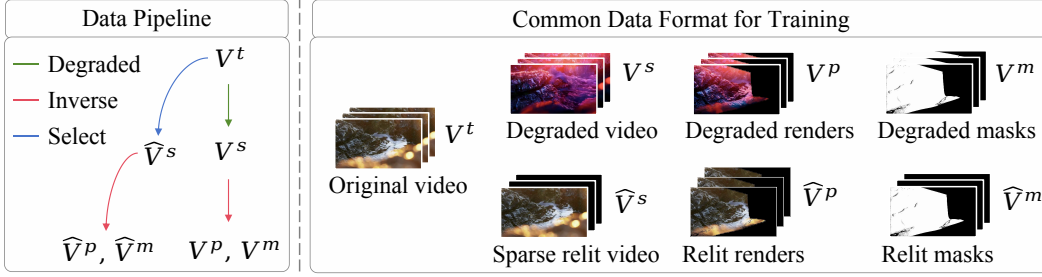 Data Pipeline
Degraded
Inverse
Select
V^t
V̂^s
V^s
V̂^p, V̂^m
V^p, V^m
Common Data Format for Training
V^t
Original video
V^s
Degraded video
V^p
Degraded renders
V^m
Degraded masks
V̂^s
Sparse relit video
V̂^p
Relit renders
V̂^m
Relit masks